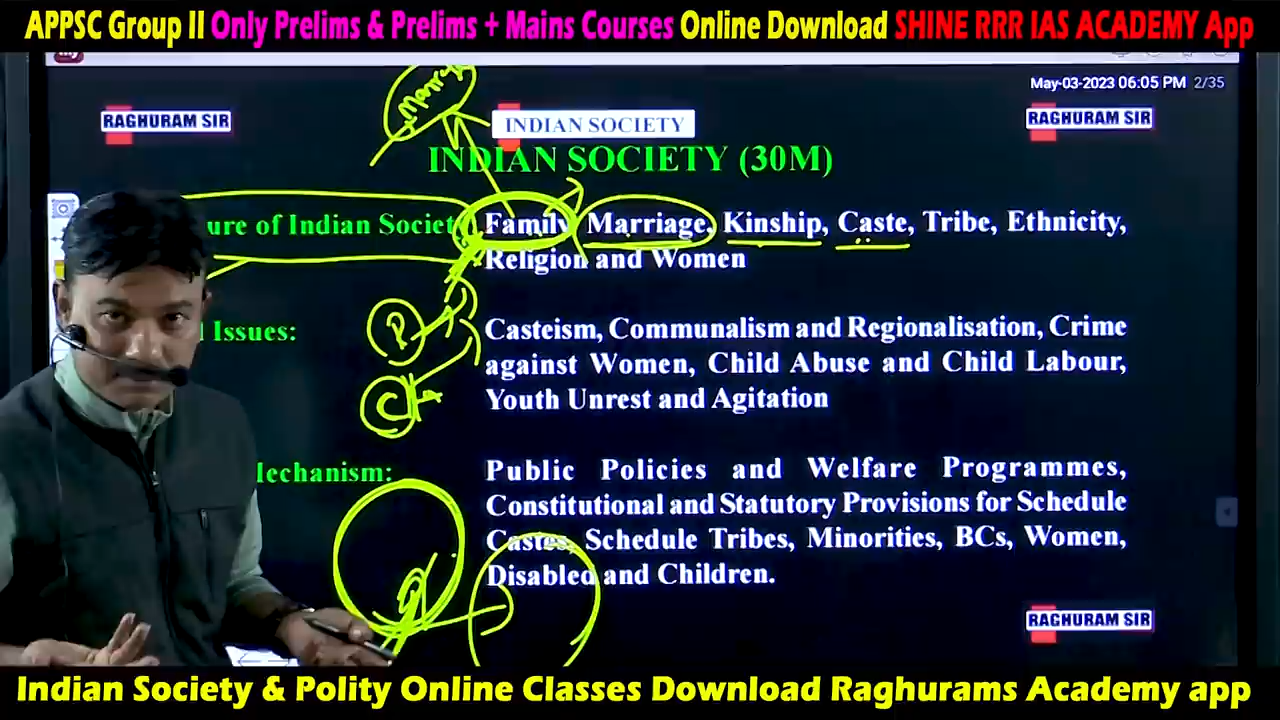 APPSC Group II Only Prelims & Prelims + Mains Courses Online Download SHINE RRR IAS ACADEMY App
May-03-2023 06:05 PM 2/35
RAGHURAM SIR
INDIAN SOCIETY
RAGHURAM SIR
INDIAN SOCIETY (30M)
ure of Indian Societ Family, Marriage, Kinship, Caste, Tribe, Ethnicity,
Religion and Women
Issues: Casteism, Communalism and Regionalisation, Crime
against Women, Child Abuse and Child Labour,
Youth Unrest and Agitation
P
C
Mechanism: Public Policies and Welfare Programmes,
Constitutional and Statutory Provisions for Schedule
Castes, Schedule Tribes, Minorities, BCs, Women,
Disabled and Children.
RAGHURAM SIR
Indian Society & Polity Online Classes Download Raghurams Academy app